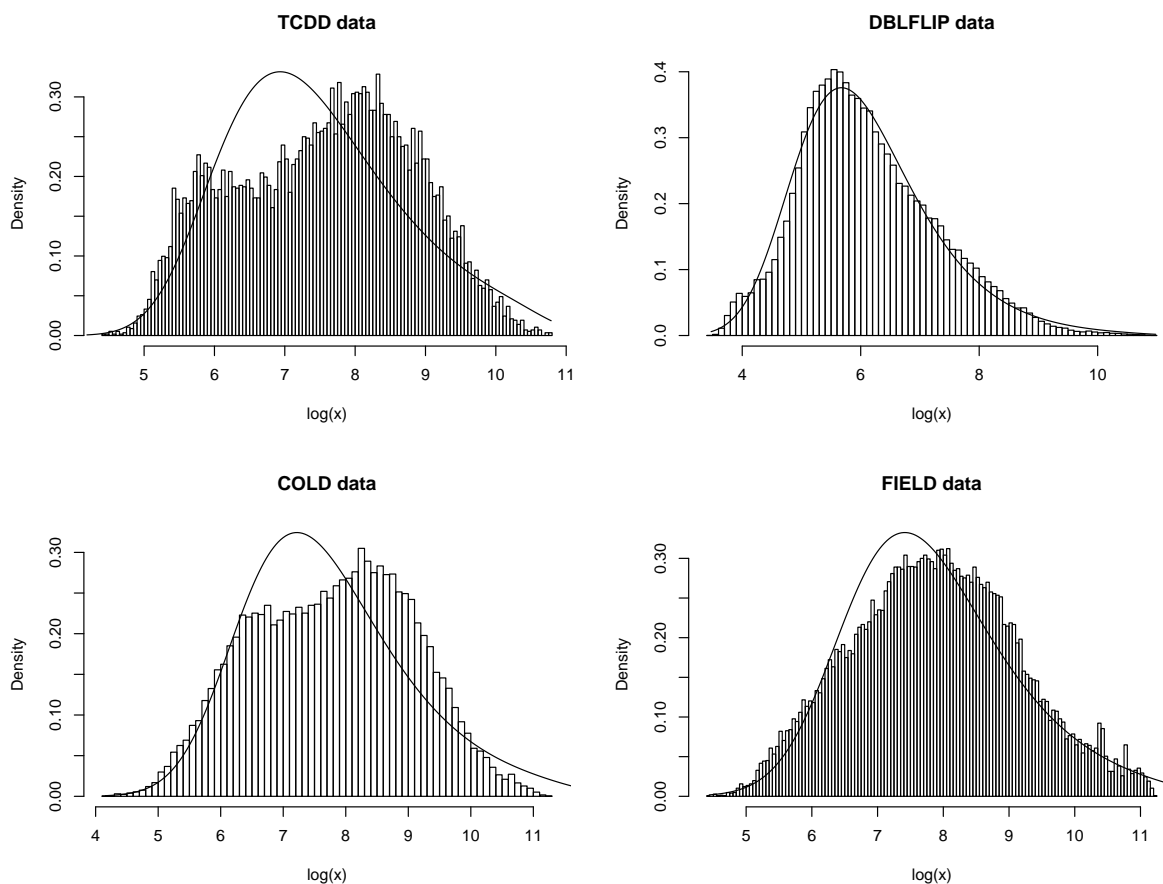 TCDD data
Density
0.00 0.10 0.20 0.30
5 6 7 8 9 10 11
log(x)
DBLFLIP data
Density
0.0 0.1 0.2 0.3 0.4
4 6 8 10
log(x)
COLD data
Density
0.00 0.10 0.20 0.30
4 5 6 7 8 9 10 11
log(x)
FIELD data
Density
0.00 0.10 0.20 0.30
5 6 7 8 9 10 11
log(x)